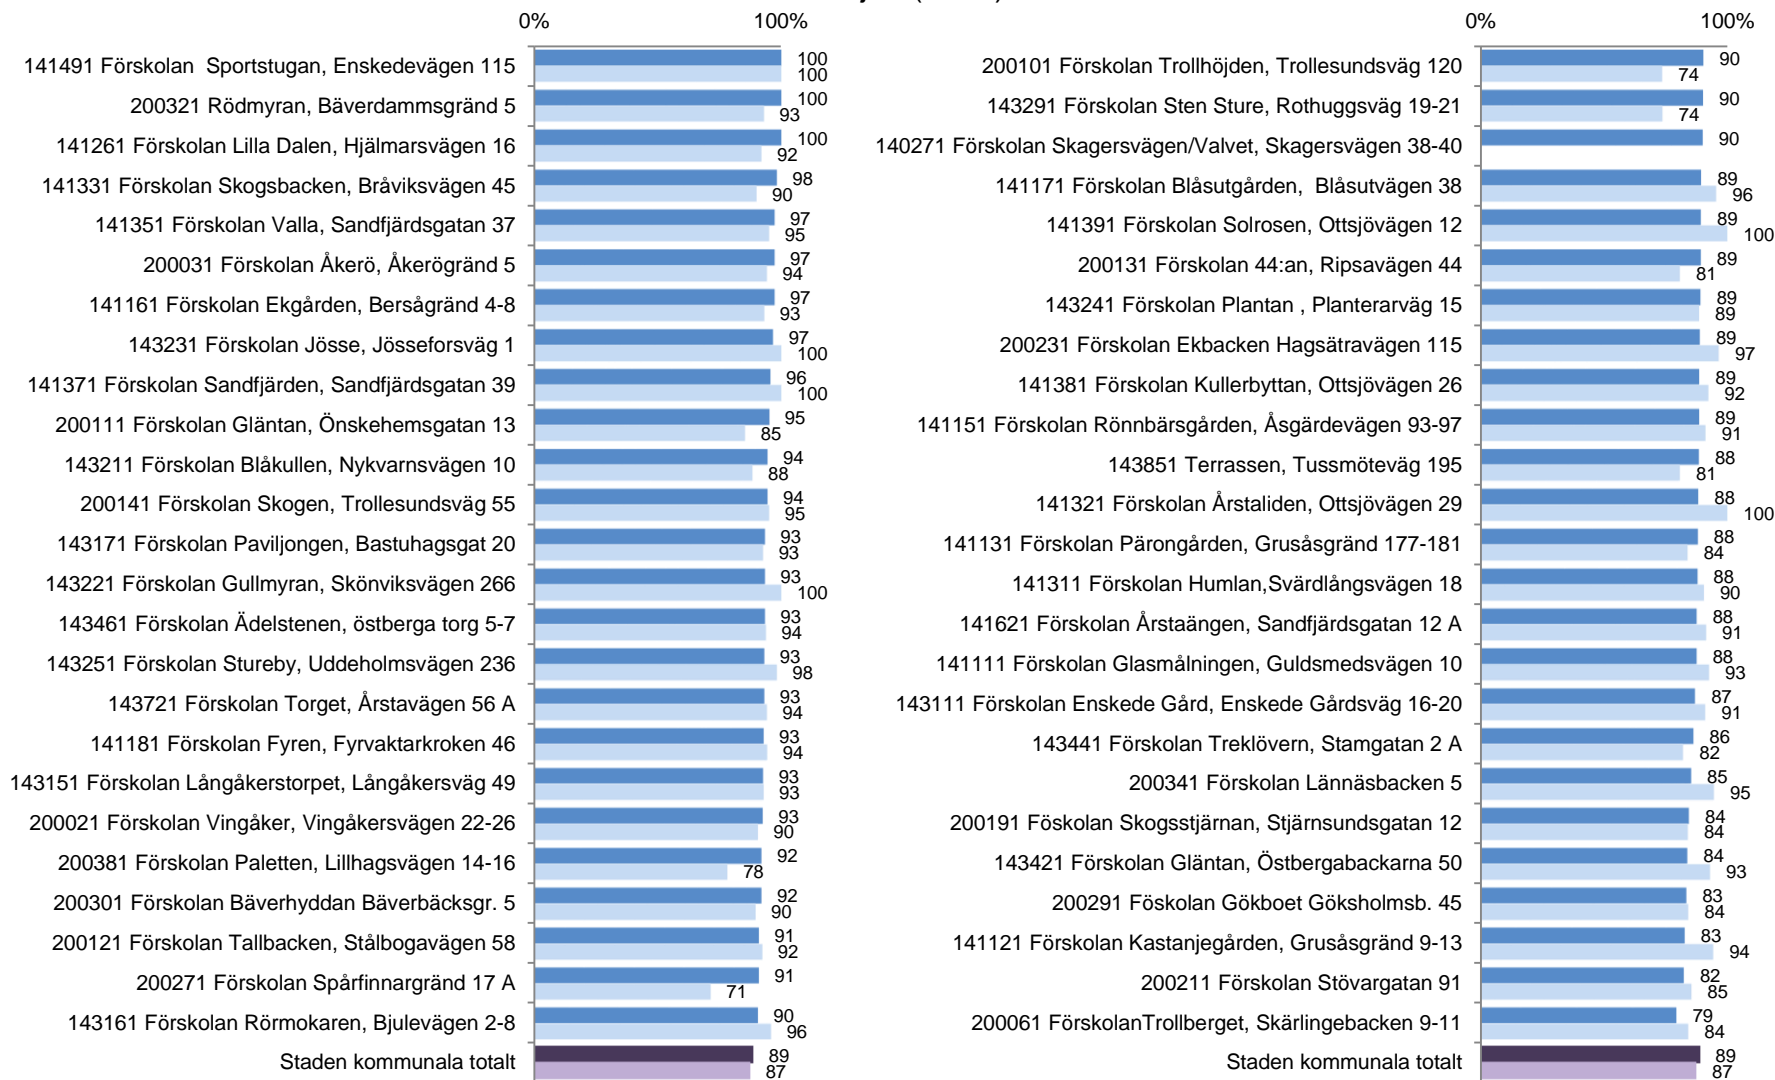 0% 100%
141491 Förskolan  Sportstugan, Enskedevägen 115 100 100
200321 Rödmyran, Bäverdammsgränd 5 100 93
141261 Förskolan Lilla Dalen, Hjälmarsvägen 16 100 92
141331 Förskolan Skogsbacken, Bråviksvägen 45 98 90
141351 Förskolan Valla, Sandfjärdsgatan 37 97 95
200031 Förskolan Åkerö, Åkerögränd 5 97 94
141161 Förskolan Ekgården, Bersågränd 4-8 97 93
143231 Förskolan Jösse, Jösseforsväg 1 97 100
141371 Förskolan Sandfjärden, Sandfjärdsgatan 39 96 100
200111 Förskolan Gläntan, Önskehemsgatan 13 95 85
143211 Förskolan Blåkullen, Nykvarnsvägen 10 94 88
200141 Förskolan Skogen, Trollesundsväg 55 94 95
143171 Förskolan Paviljongen, Bastuhagsgat 20 93 93
143221 Förskolan Gullmyran, Skönviksvägen 266 93 100
143461 Förskolan Ädelstenen, östberga torg 5-7 93 94
143251 Förskolan Stureby, Uddeholmsvägen 236 93 98
143721 Förskolan Torget, Årstavägen 56 A 93 94
141181 Förskolan Fyren, Fyrvaktarkroken 46 93 94
143151 Förskolan Långåkerstorpet, Långåkersväg 49 93 93
200021 Förskolan Vingåker, Vingåkersvägen 22-26 93 90
200381 Förskolan Paletten, Lillhagsvägen 14-16 92 78
200301 Förskolan Bäverhyddan Bäverbäcksgr. 5 92 90
200121 Förskolan Tallbacken, Stålbogavägen 58 91 92
200271 Förskolan Spårfinnargränd 17 A 91 71
143161 Förskolan Rörmokaren, Bjulevägen 2-8 90 96
Staden kommunala totalt 89 87
0% 100%
200101 Förskolan Trollhöjden, Trollesundsväg 120 90 74
143291 Förskolan Sten Sture, Rothuggsväg 19-21 90 74
140271 Förskolan Skagersvägen/Valvet, Skagersvägen 38-40 90
141171 Förskolan Blåsutgården,  Blåsutvägen 38 89 96
141391 Förskolan Solrosen, Ottsjövägen 12 89 100
200131 Förskolan 44:an, Ripsavägen 44 89 81
143241 Förskolan Plantan , Planterarväg 15 89 89
200231 Förskolan Ekbacken Hagsätravägen 115 89 97
141381 Förskolan Kullerbyttan, Ottsjövägen 26 89 92
141151 Förskolan Rönnbärsgården, Åsgärdevägen 93-97 89 91
143851 Terrassen, Tussmöteväg 195 88 81
141321 Förskolan Årstaliden, Ottsjövägen 29 88 100
141131 Förskolan Pärongården, Grusåsgränd 177-181 88 84
141311 Förskolan Humlan,Svärdlångsvägen 18 88 90
141621 Förskolan Årstaängen, Sandfjärdsgatan 12 A 88 91
141111 Förskolan Glasmålningen, Guldsmedsvägen 10 88 93
143111 Förskolan Enskede Gård, Enskede Gårdsväg 16-20 87 91
143441 Förskolan Treklövern, Stamgatan 2 A 86 82
200341 Förskolan Lännäsbacken 5 85 95
200191 Föskolan Skogsstjärnan, Stjärnsundsgatan 12 84 84
143421 Förskolan Gläntan, Östbergabackarna 50 84 93
200291 Föskolan Gökboet Göksholmsb. 45 83 84
141121 Förskolan Kastanjegården, Grusåsgränd 9-13 83 94
200211 Förskolan Stövargatan 91 82 85
200061 FörskolanTrollberget, Skärlingebacken 9-11 79 84
Staden kommunala totalt 89 87